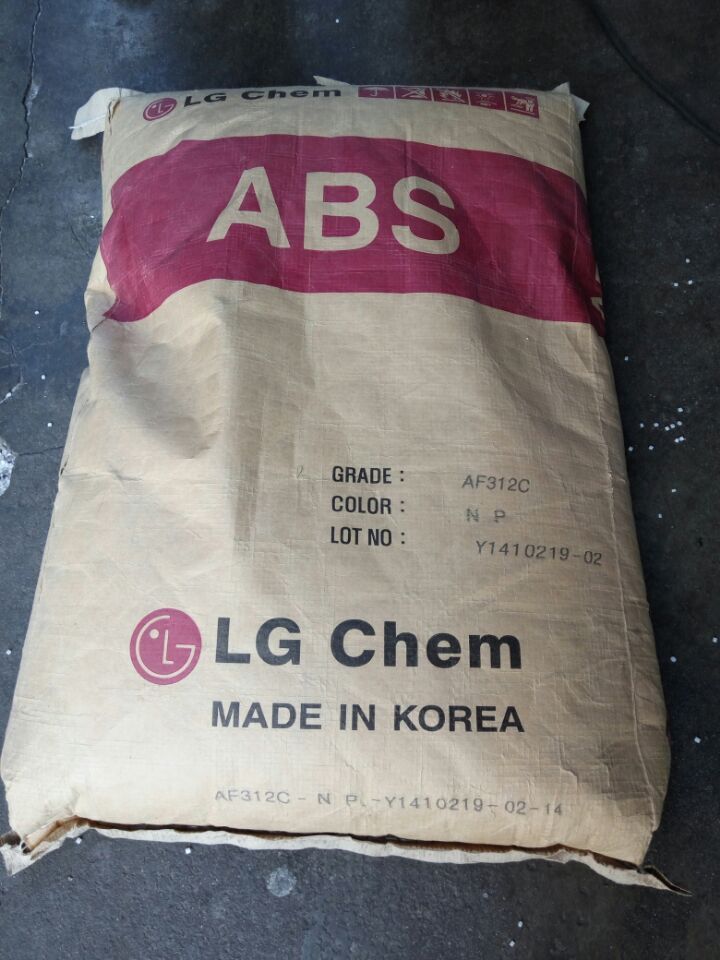 LG Chem
ABS
GRADE : AF312C
COLOR : N P
LOT NO : Y1410219-02
LG Chem
MADE IN KOREA
AF312C - N P -Y1410219-02-14